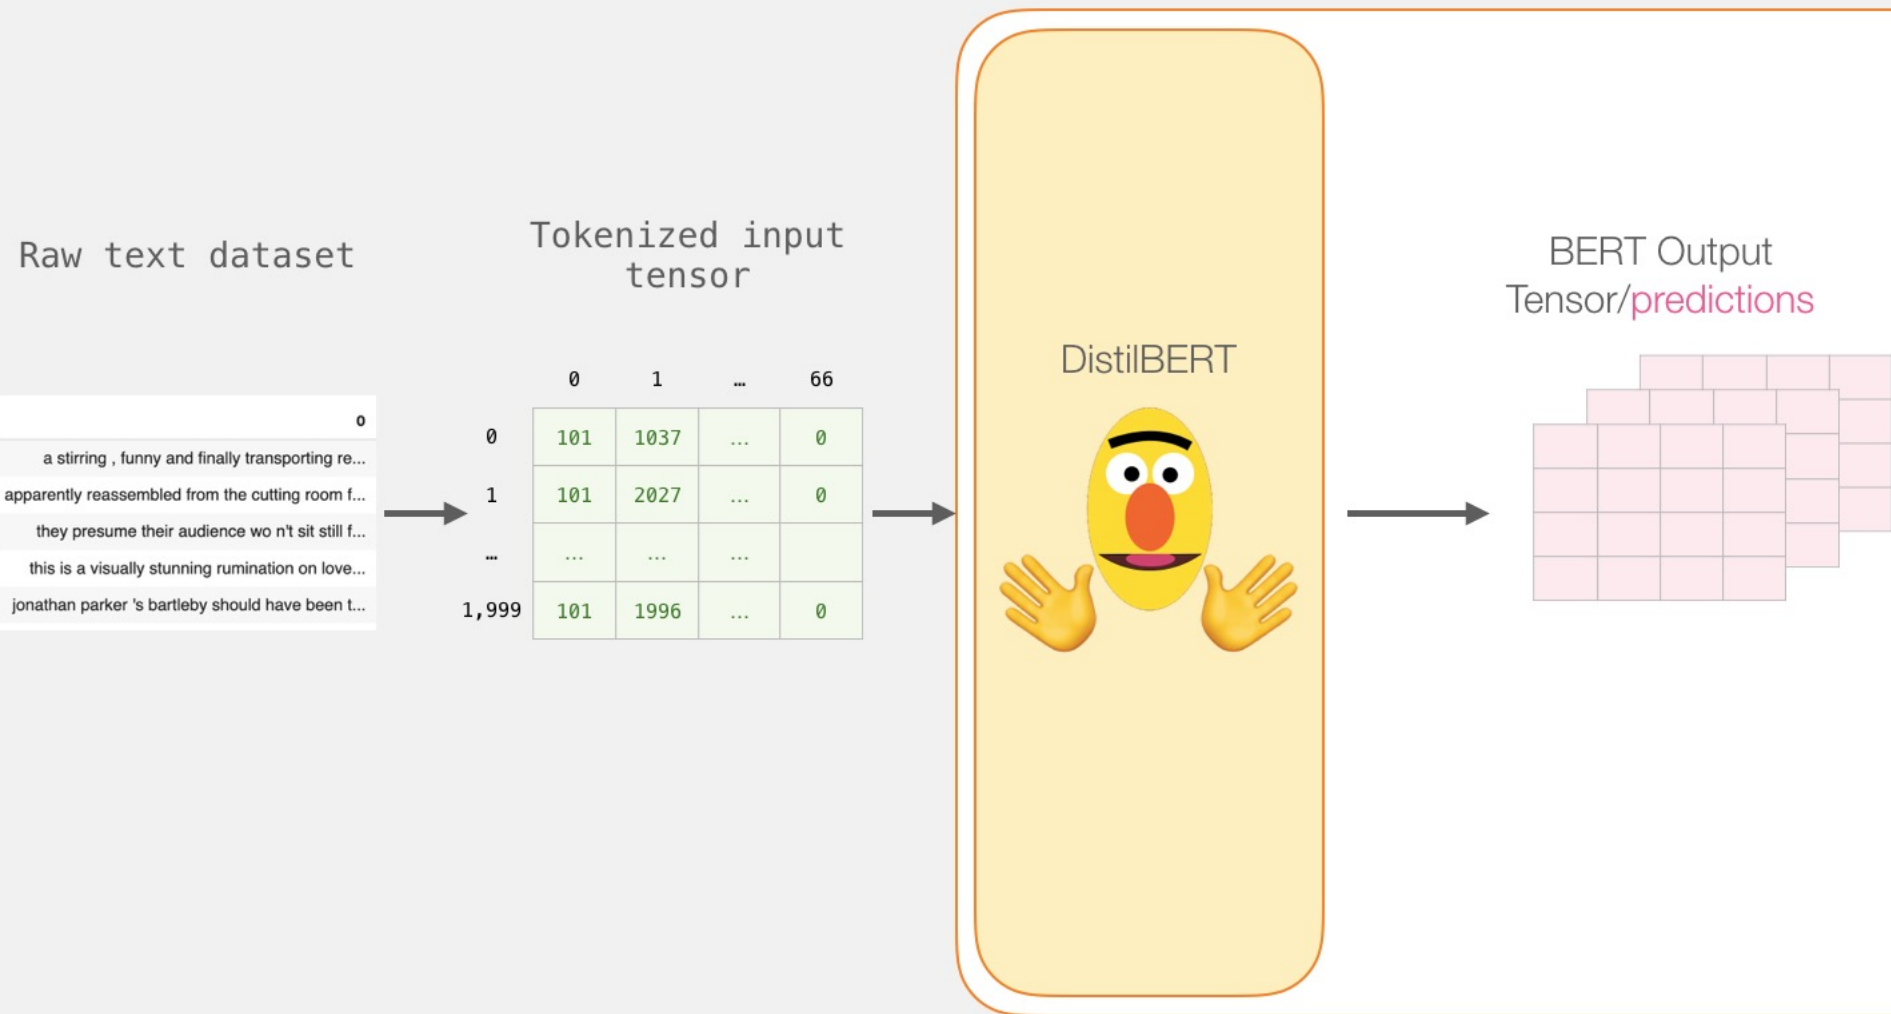 Raw text dataset
0
a stirring , funny and finally transporting re...
apparently reassembled from the cutting room f...
they presume their audience wo n't sit still f...
this is a visually stunning rumination on love...
jonathan parker 's bartleby should have been t...
Tokenized input
tensor
0 1 … 66
0 101 1037 … 0
1 101 2027 … 0
… … … …
1,999 101 1996 … 0
DistilBERT
BERT Output
Tensor/predictions